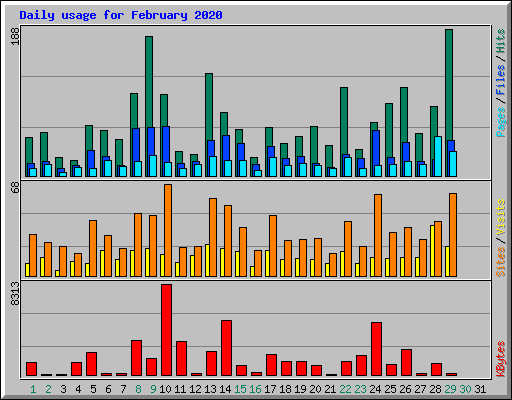 Daily usage for February 2020
188
Pages / Files / Hits
68
Sites / Visits
8313
KBytes
1 2 3 4 5 6 7 8 9 10 11 12 13 14 15 16 17 18 19 20 21 22 23 24 25 26 27 28 29 30 31